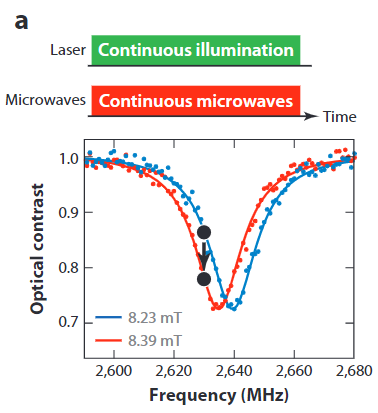 a
Laser Continuous illumination
Microwaves Continuous microwaves
Time
1.0
0.9
0.8
0.7
Optical contrast
8.23 mT
8.39 mT
2,600 2,620 2,640 2,660 2,680
Frequency (MHz)